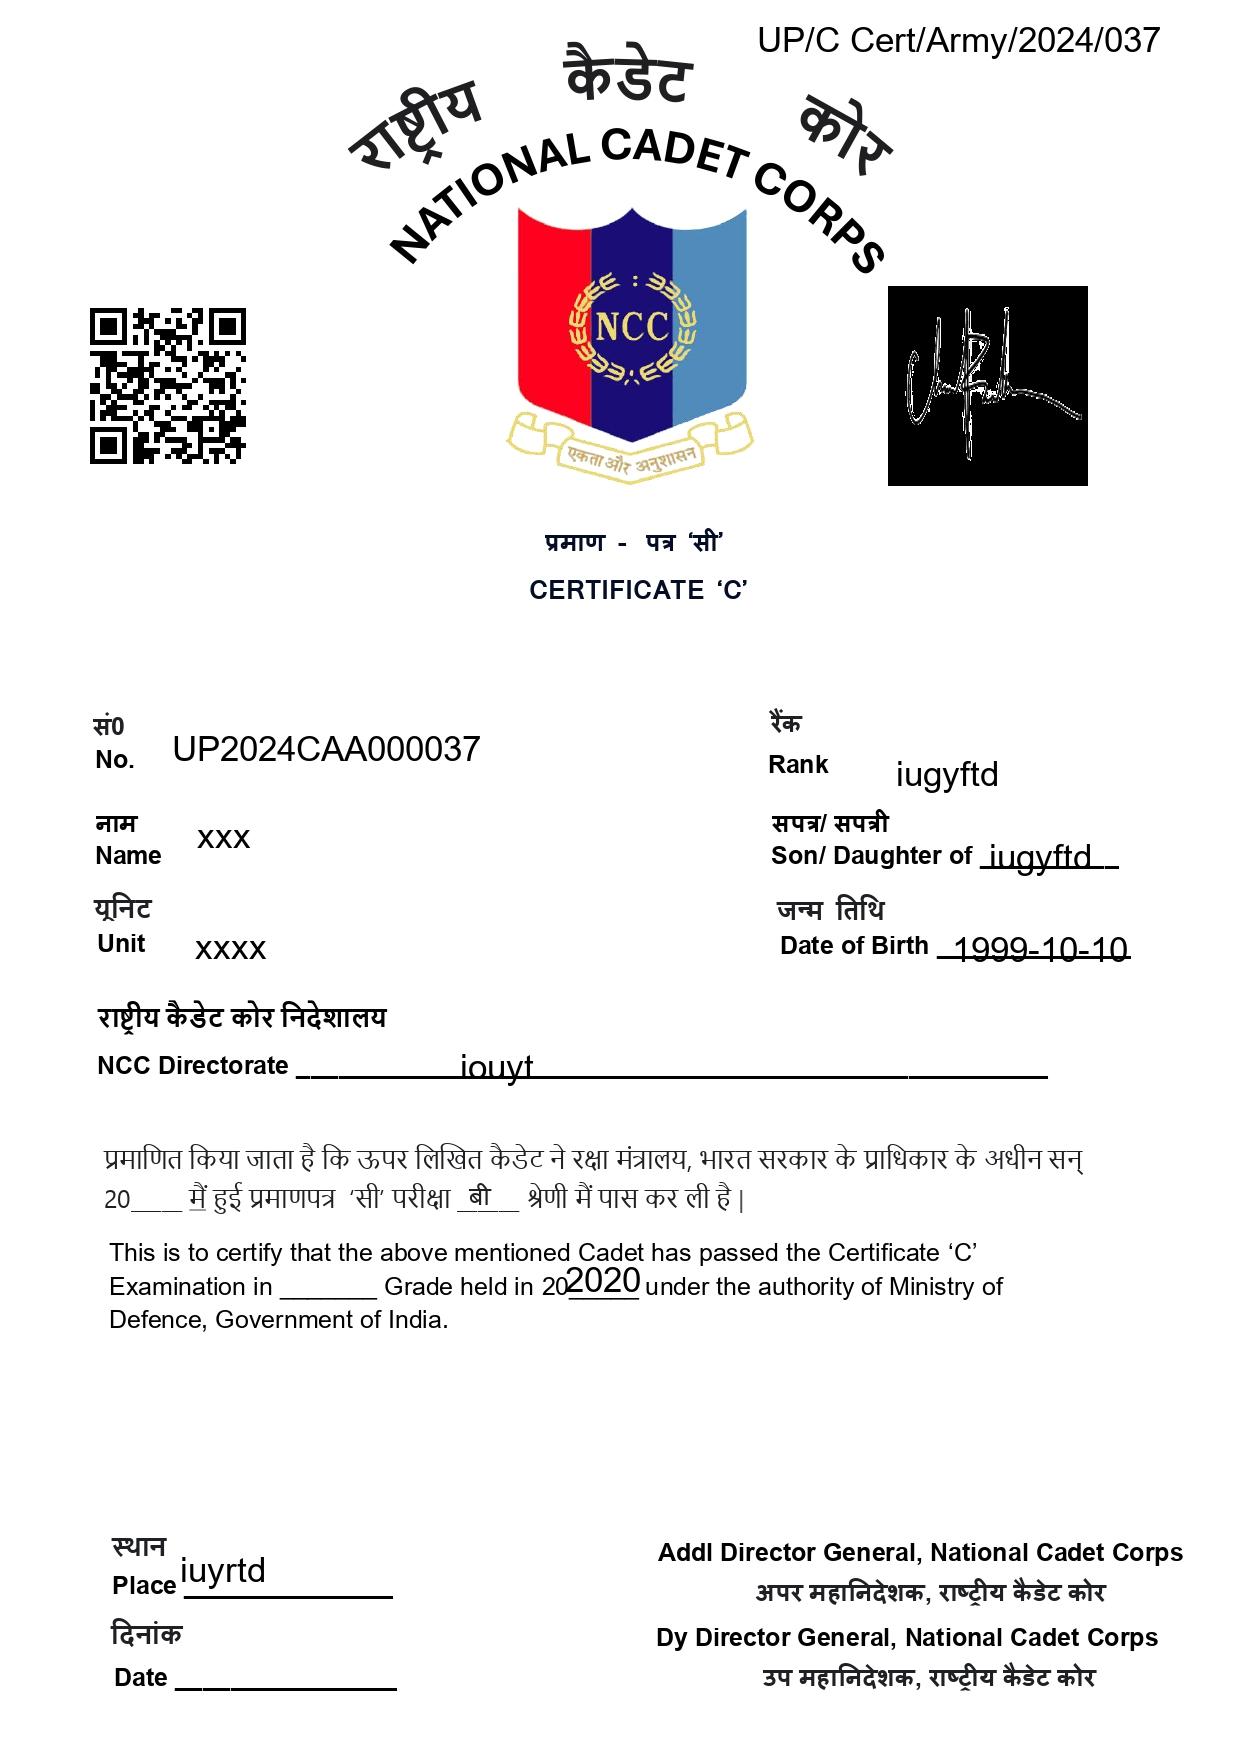 UP/C Cert/Army/2024/037
राष्ट्रीय कैडेट कोर
NATIONAL CADET CORPS
NCC
एकता और अनुशासन
प्रमाण - पत्र ‘सी’
CERTIFICATE ‘C’
सं0
No. UP2024CAA000037
रैंक
Rank iugyftd
नाम
Name xxx
सपत्र/ सपत्री
Son/ Daughter of iugyftd
यूनिट
Unit xxxx
जन्म तिथि
Date of Birth 1999-10-10
राष्ट्रीय कैडेट कोर निदेशालय
NCC Directorate iouyt
प्रमाणित किया जाता है कि ऊपर लिखित कैडेट ने रक्षा मंत्रालय, भारत सरकार के प्राधिकार के अधीन सन्
20____ मैं हुई प्रमाणपत्र ‘सी’ परीक्षा बी श्रेणी मैं पास कर ली है |
This is to certify that the above mentioned Cadet has passed the Certificate ‘C’
Examination in _______ Grade held in 202020 under the authority of Ministry of
Defence, Government of India.
स्थान
Place iuyrtd
दिनांक
Date ________________
Addl Director General, National Cadet Corps
अपर महानिदेशक, राष्ट्रीय कैडेट कोर
Dy Director General, National Cadet Corps
उप महानिदेशक, राष्ट्रीय कैडेट कोर